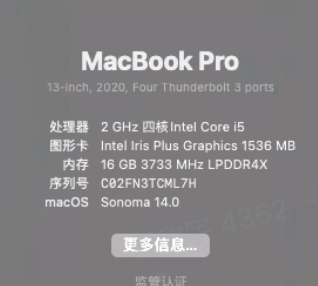 MacBook Pro
13-inch, 2020, Four Thunderbolt 3 ports
处理器 2 GHz 四核Intel Core i5
图形卡 Intel Iris Plus Graphics 1536 MB
内存 16 GB 3733 MHz LPDDR4X
序列号 C02FN3TCML7H
macOS Sonoma 14.0
更多信息...
监管认证
4362